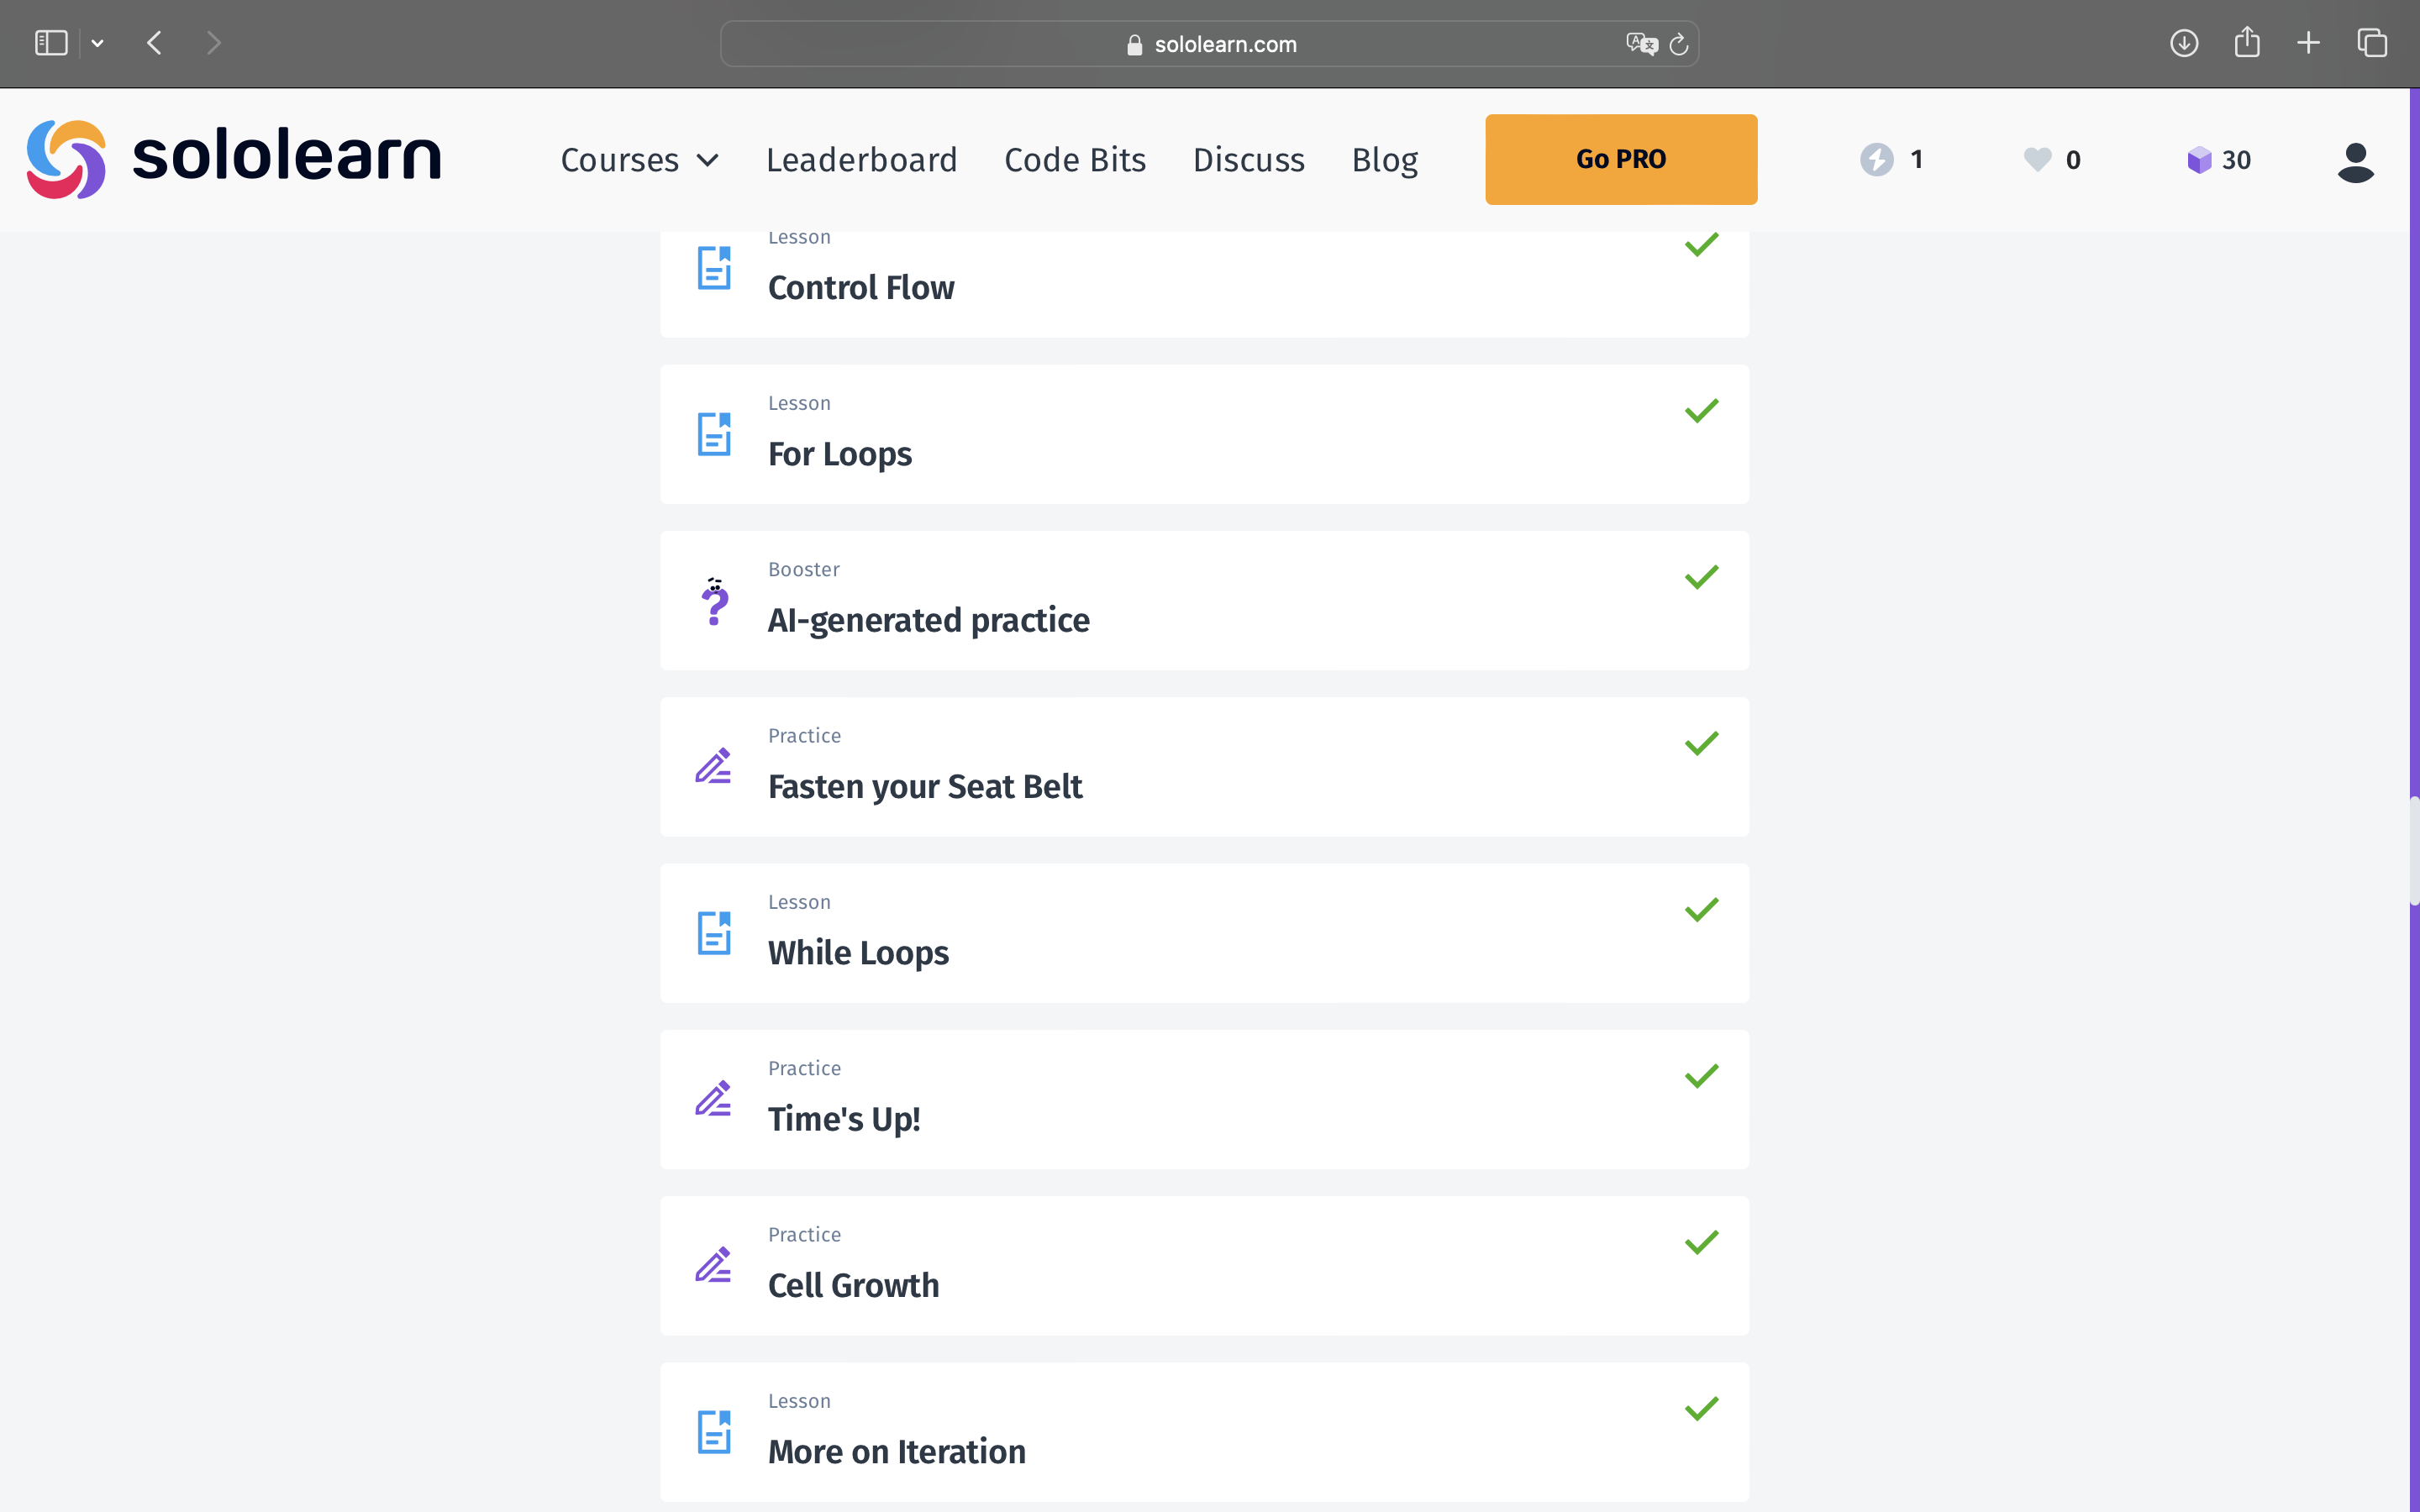 sololearn.com
sololearn
Courses
Leaderboard
Code Bits
Discuss
Blog
Go PRO
1
0
30
Lesson
Control Flow
Lesson
For Loops
Booster
AI-generated practice
Practice
Fasten your Seat Belt
Lesson
While Loops
Practice
Time's Up!
Practice
Cell Growth
Lesson
More on Iteration